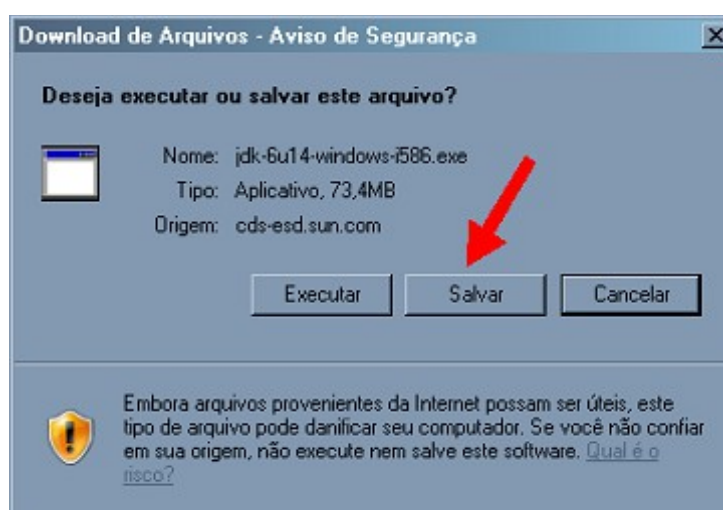 Download de Arquivos - Aviso de Segurança
Deseja executar ou salvar este arquivo?
Nome: jdk-6u14-windows-i586.exe
Tipo: Aplicativo, 73,4MB
Origem: cds-esd.sun.com
Executar Salvar Cancelar
Embora arquivos provenientes da Internet possam ser úteis, este
tipo de arquivo pode danificar seu computador. Se você não confiar
em sua origem, não execute nem salve este software. Qual é o
risco?